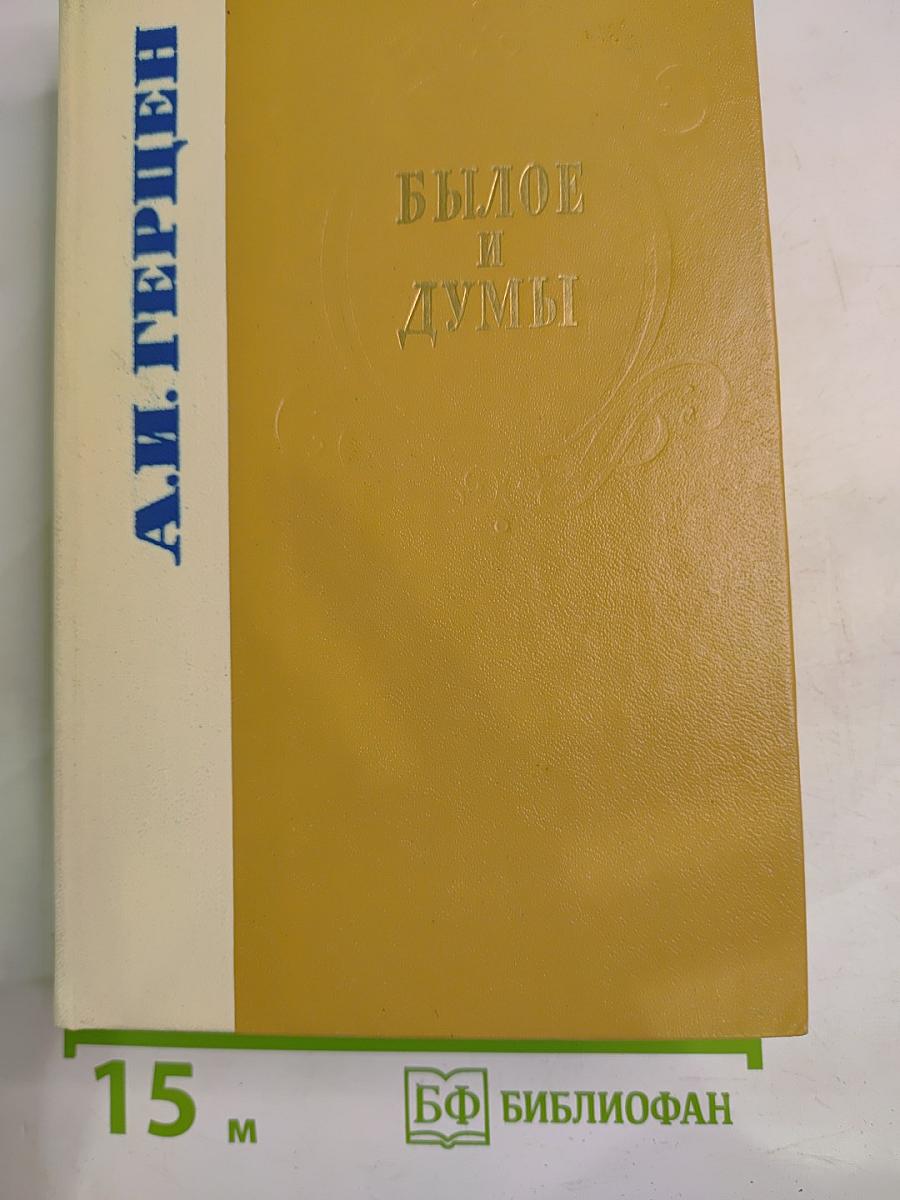 А.И. ГЕРЦЕН
БЫЛОЕ
И
ДУМЫ
15 м
БФ БИБЛИОФАН